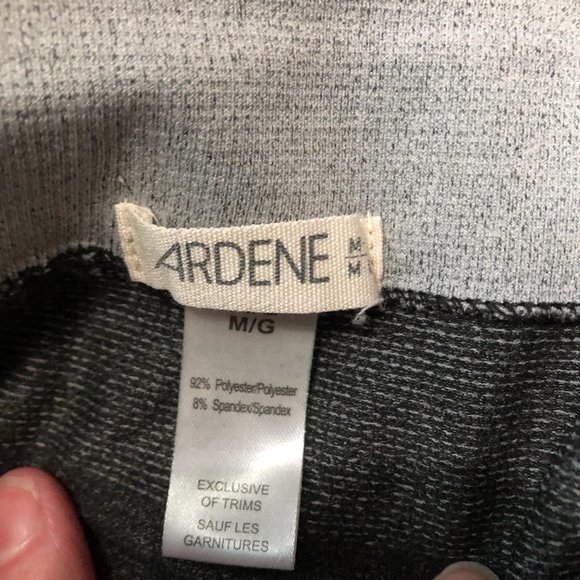 ARDENE
M
M
M/G
92% Polyester/Polyester
8% Spandex/Spandex
EXCLUSIVE
OF TRIMS
SAUF LES
GARNITURES